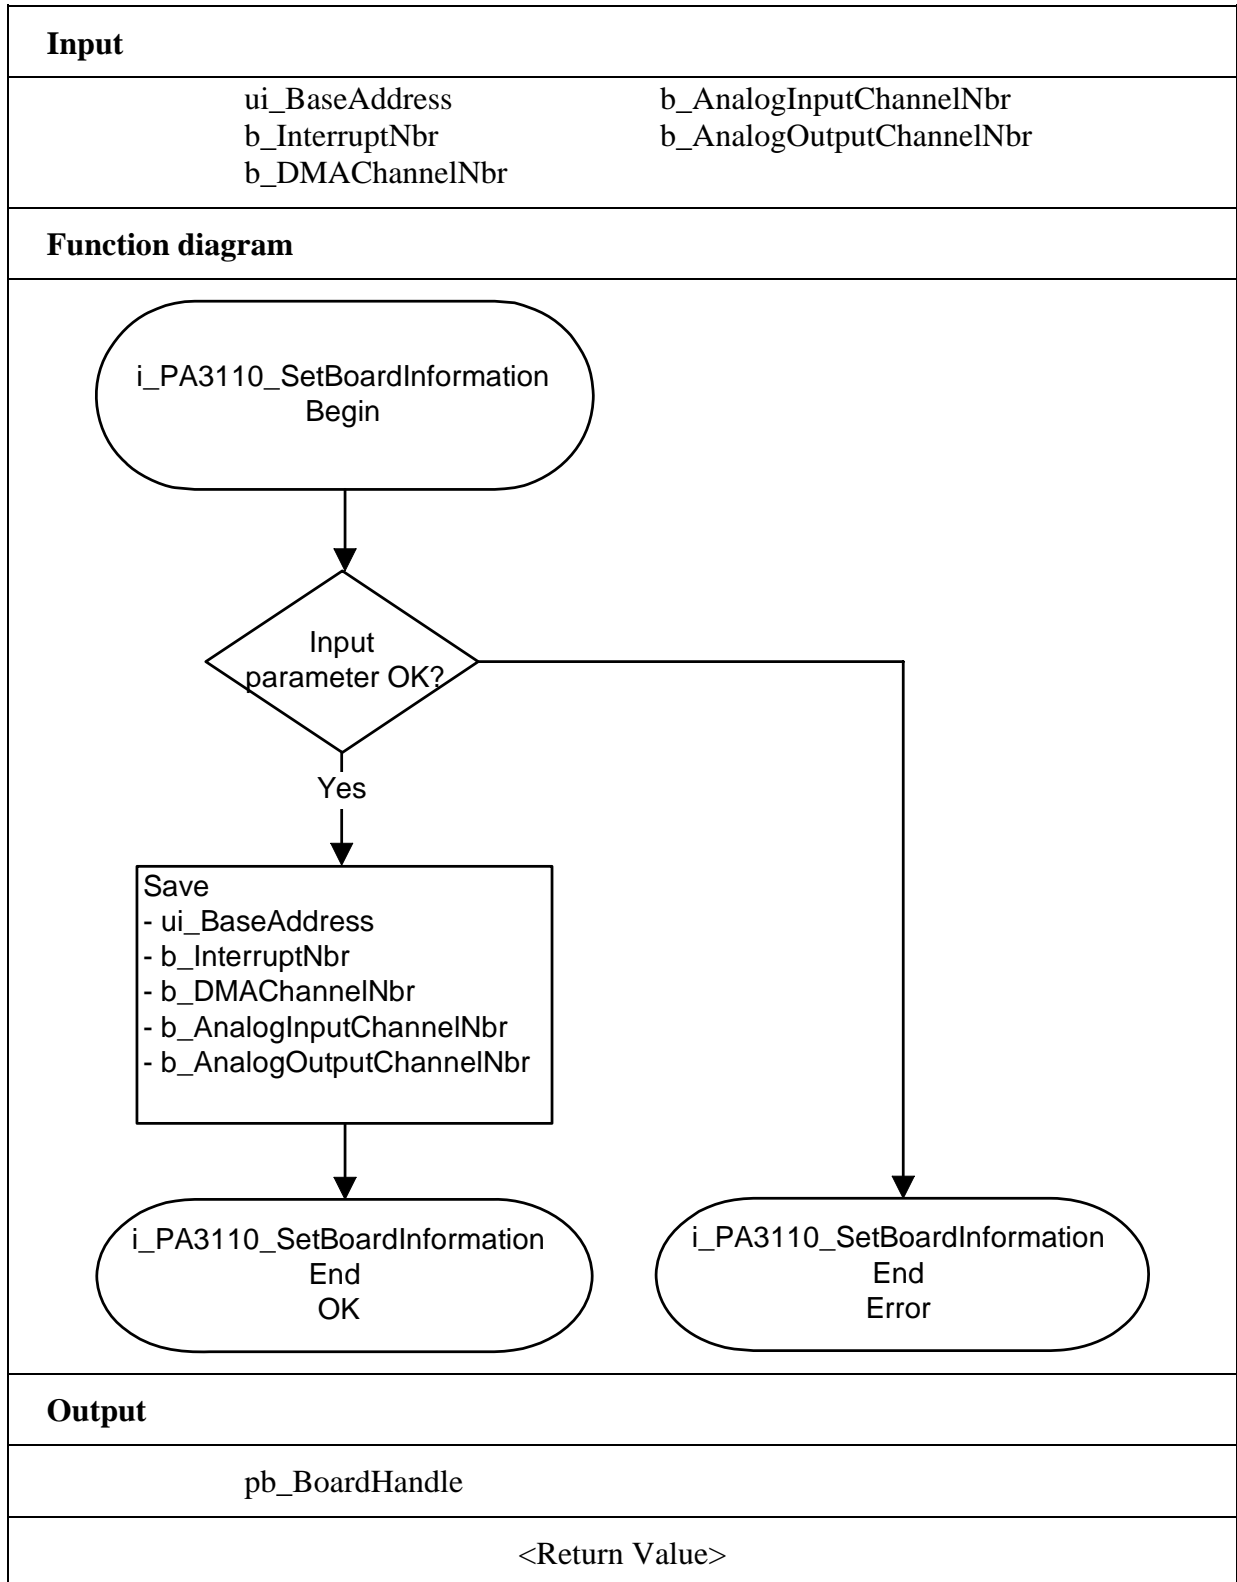 Input
ui_BaseAddress b_AnalogInputChannelNbr
b_InterruptNbr b_AnalogOutputChannelNbr
b_DMAChannelNbr
Function diagram
i_PA3110_SetBoardInformation
Begin
Input
parameter OK?
Yes
Save
- ui_BaseAddress
- b_InterruptNbr
- b_DMAChannelNbr
- b_AnalogInputChannelNbr
- b_AnalogOutputChannelNbr
i_PA3110_SetBoardInformation
End
OK
i_PA3110_SetBoardInformation
End
Error
Output
pb_BoardHandle
<Return Value>